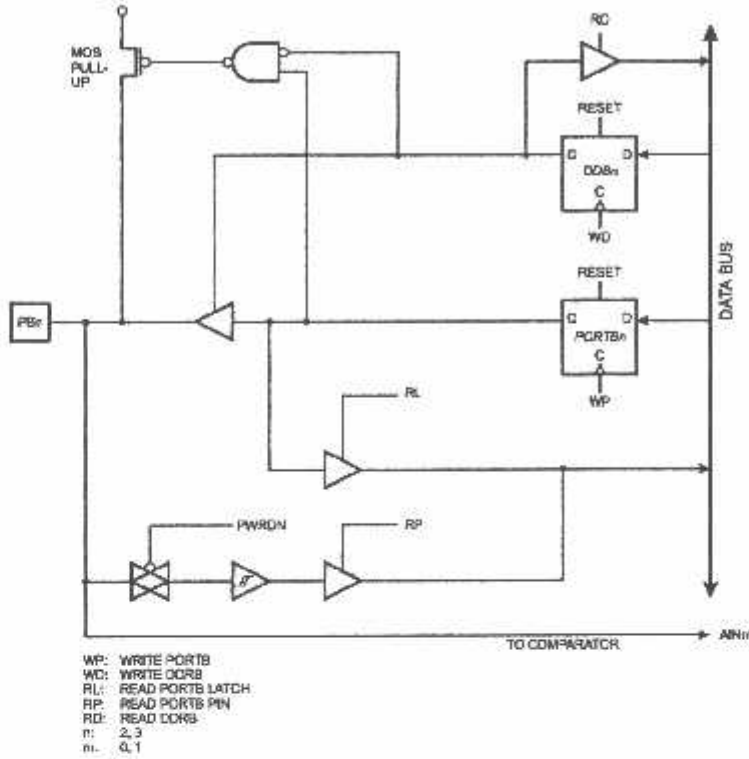 RD
MOS
PULL-
UP
RESET
Q D
DDBn
C
WD
RESET
DATA BUS
PBn
Q D
PORTBn
C
WP
RL
PWRDN
RP
TO COMPARATOR
AINm
WP: WRITE PORTB
WD: WRITE DDRB
RL: READ PORTB LATCH
RP: READ PORTB PIN
RD: READ DDRB
n: 2, 3
m: 0, 1